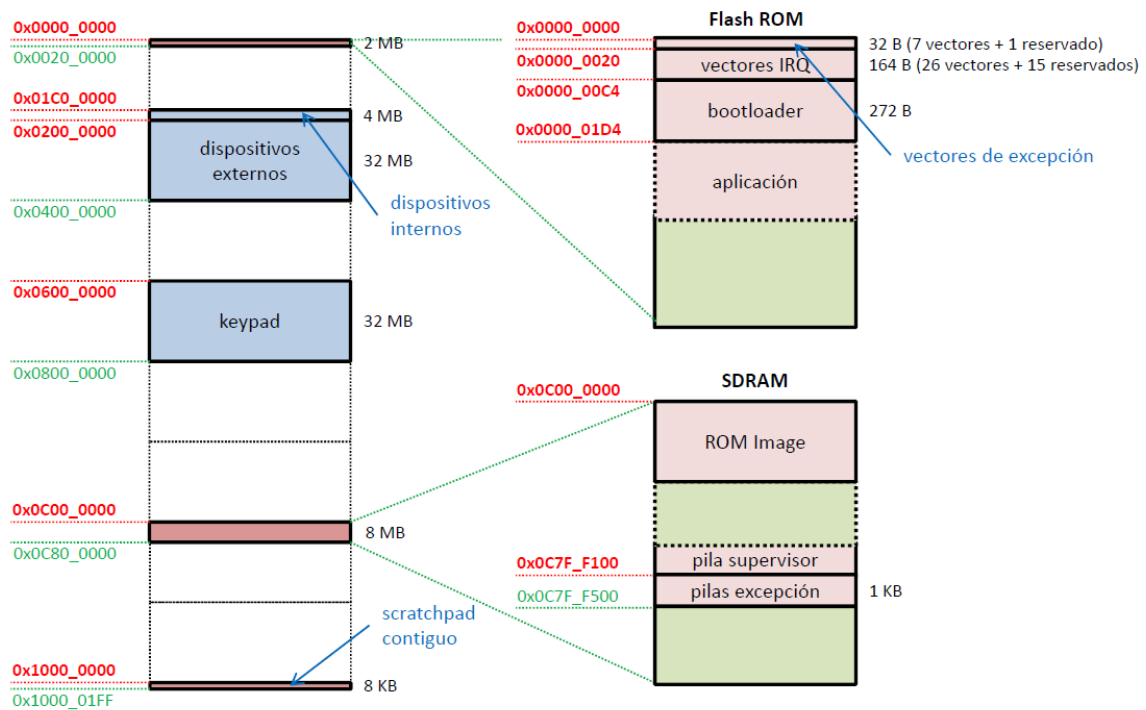 0x0000_0000
2 MB
0x0020_0000
0x01C0_0000
4 MB
0x0200_0000
dispositivos
externos
32 MB
dispositivos
internos
0x0400_0000
0x0600_0000
keypad
32 MB
0x0800_0000
0x0C00_0000
8 MB
0x0C80_0000
scratchpad
contiguo
0x1000_0000
8 KB
0x1000_01FF
Flash ROM
0x0000_0000
32 B (7 vectores + 1 reservado)
0x0000_0020
vectores IRQ
164 B (26 vectores + 15 reservados)
0x0000_00C4
bootloader
272 B
0x0000_01D4
vectores de excepción
aplicación
SDRAM
0x0C00_0000
ROM Image
pila supervisor
0x0C7F_F100
pilas excepción
1 KB
0x0C7F_F500